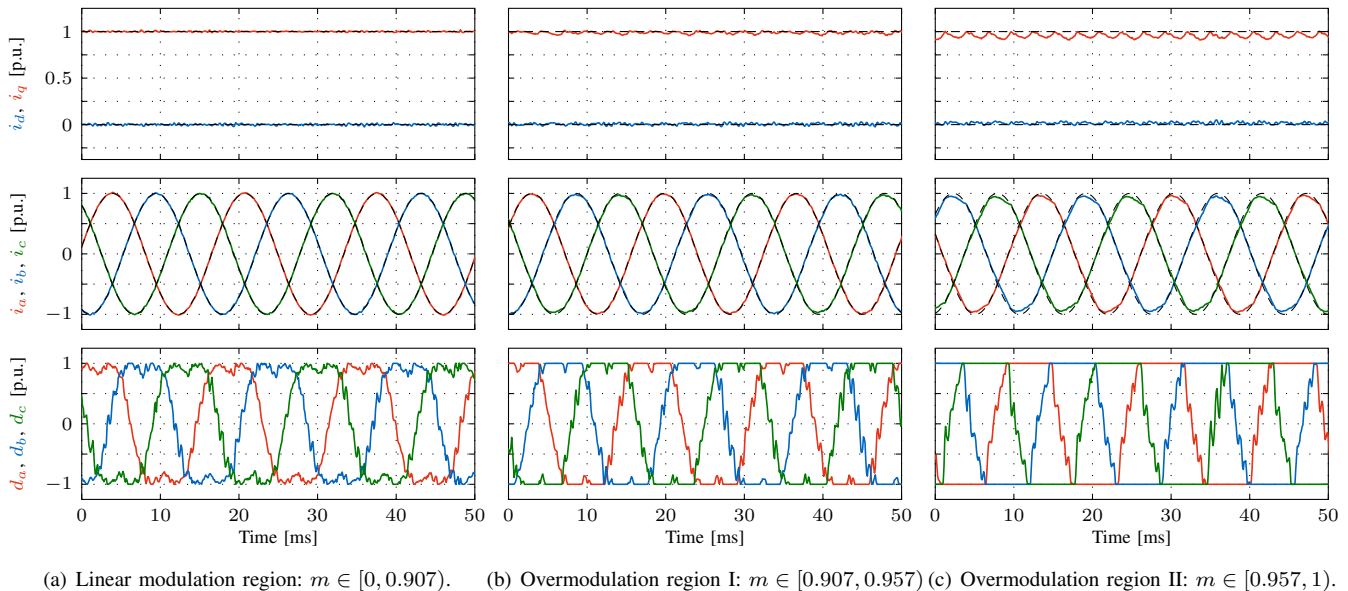 i_d, i_q [p.u.]
1
0.5
0
i_a, i_b, i_c [p.u.]
1
0
−1
d_a, d_b, d_c [p.u.]
1
0
−1
0 10 20 30 40 50
Time [ms]
0 10 20 30 40 50
Time [ms]
0 10 20 30 40 50
Time [ms]
(a) Linear modulation region: m ∈ [0, 0.907).
(b) Overmodulation region I: m ∈ [0.907, 0.957)
(c) Overmodulation region II: m ∈ [0.957, 1).